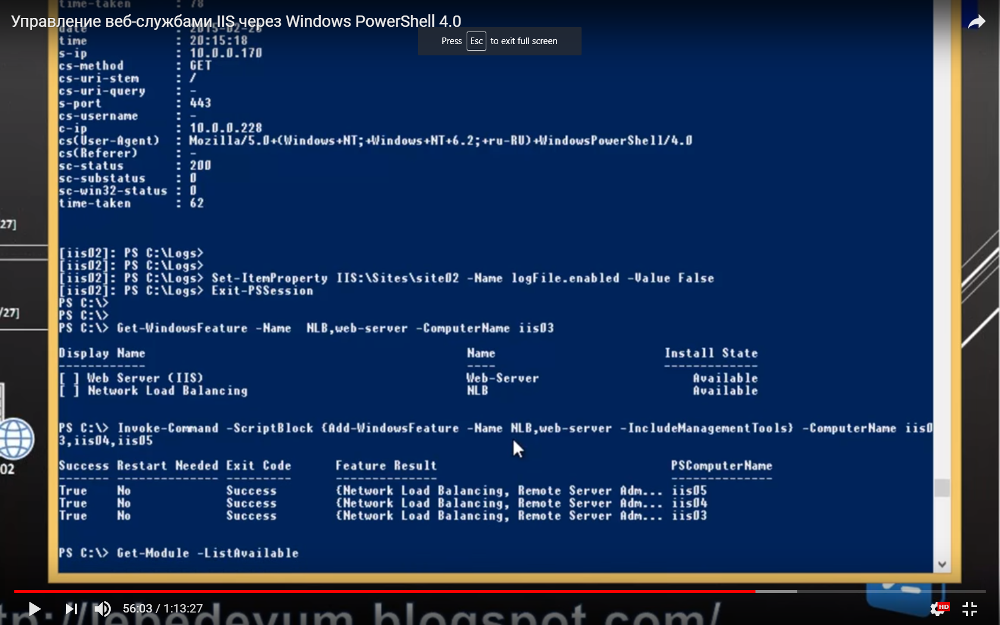 time-taken : 78
Управление веб-службами IIS через Windows PowerShell 4.0
date : 2015-02-26
Press Esc to exit full screen
time : 20:15:18
s-ip : 10.0.0.170
cs-method : GET
cs-uri-stem : /
cs-uri-query : -
s-port : 443
cs-username : -
c-ip : 10.0.0.228
cs(User-Agent) : Mozilla/5.0+(Windows+NT;+Windows+NT+6.2;+ru-RU)+WindowsPowerShell/4.0
cs(Referer) : -
sc-status : 200
sc-substatus : 0
sc-win32-status : 0
time-taken : 62
27]
[iis02]: PS C:\Logs>
[iis02]: PS C:\Logs>
[iis02]: PS C:\Logs> Set-ItemProperty IIS:\Sites\site02 -Name logFile.enabled -Value False
[iis02]: PS C:\Logs> Exit-PSSession
PS C:\>
/27]
PS C:\>
PS C:\> Get-WindowsFeature -Name NLB,web-server -ComputerName iis03
Display Name Name Install State
------------ ---- -------------
[ ] Web Server (IIS) Web-Server Available
[ ] Network Load Balancing NLB Available
PS C:\> Invoke-Command -ScriptBlock {Add-WindowsFeature -Name NLB,web-server -IncludeManagementTools} -ComputerName iis0
3,iis04,iis05
02
Success Restart Needed Exit Code Feature Result PSComputerName
------- -------------- --------- -------------- --------------
True No Success {Network Load Balancing, Remote Server Adm... iis05
True No Success {Network Load Balancing, Remote Server Adm... iis04
True No Success {Network Load Balancing, Remote Server Adm... iis03
PS C:\> Get-Module -ListAvailable
56:03 / 1:13:27
HD
tp://lebedevum.blogspot.com/